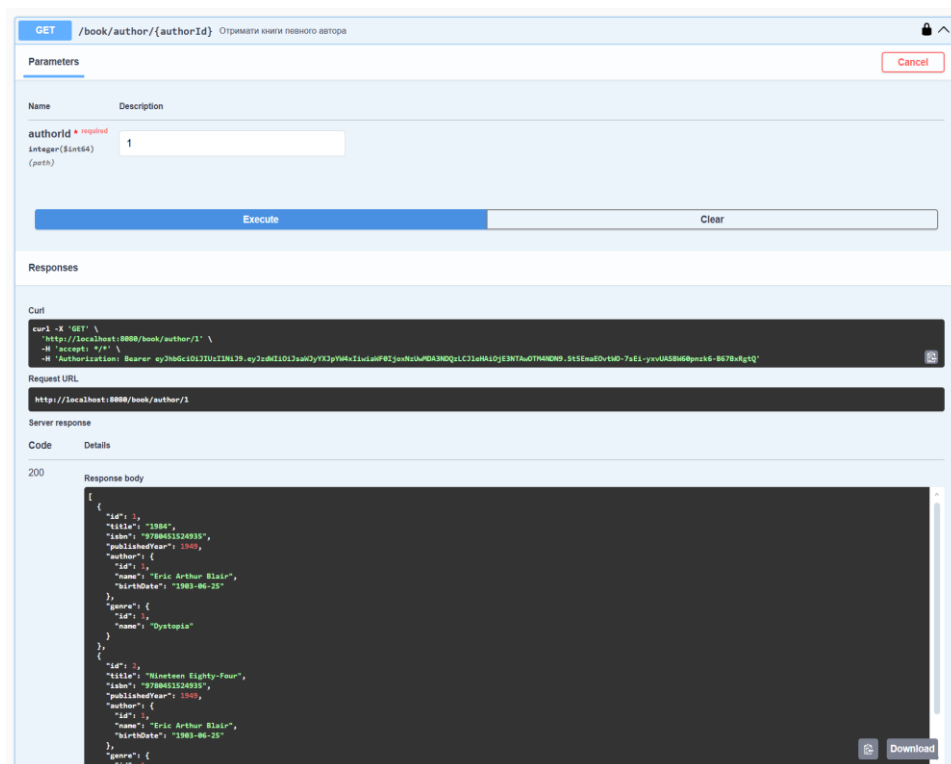 GET /book/author/{authorId} Отримати книги певного автора
Parameters
Cancel
Name Description
authorId * required
integer($int64)
(path)
1
Execute Clear
Responses
Curl
curl -X 'GET' \
'http://localhost:8080/book/author/1' \
-H 'accept: */*' \
-H 'Authorization: Bearer
Request URL
http://localhost:8080/book/author/1
Server response
Code Details
200
Response body
[
{
"id": 1,
"title": "1984",
"isbn": "9780451524935",
"publishedYear": 1949,
"author": {
"id": 1,
"name": "Eric Arthur Blair",
"birthDate": "1903-06-25"
},
"genre": {
"id": 1,
"name": "Dystopia"
}
},
{
"id": 2,
"title": "Nineteen Eighty-Four",
"isbn": "9780451524935",
"publishedYear": 1949,
"author": {
"id": 1,
"name": "Eric Arthur Blair",
"birthDate": "1903-06-25"
},
"genre": {
Download